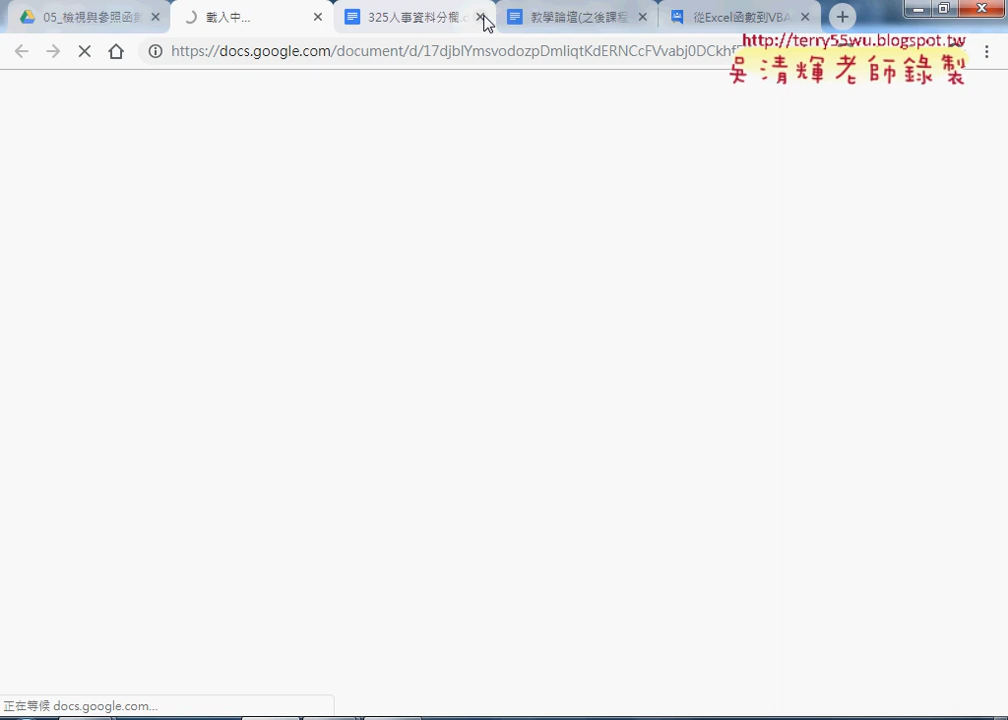 05_檢視與參照函數
載入中...
325人事資料分欄.d
教學論壇(之後課程
從Excel函數到VBA
https://docs.google.com/document/d/17djblYmsvodozpDmIiqtKdERNCcFVvabj0DCkhf
http://terry55wu.blogspot.tw
吳清輝老師錄製
正在等候 docs.google.com...